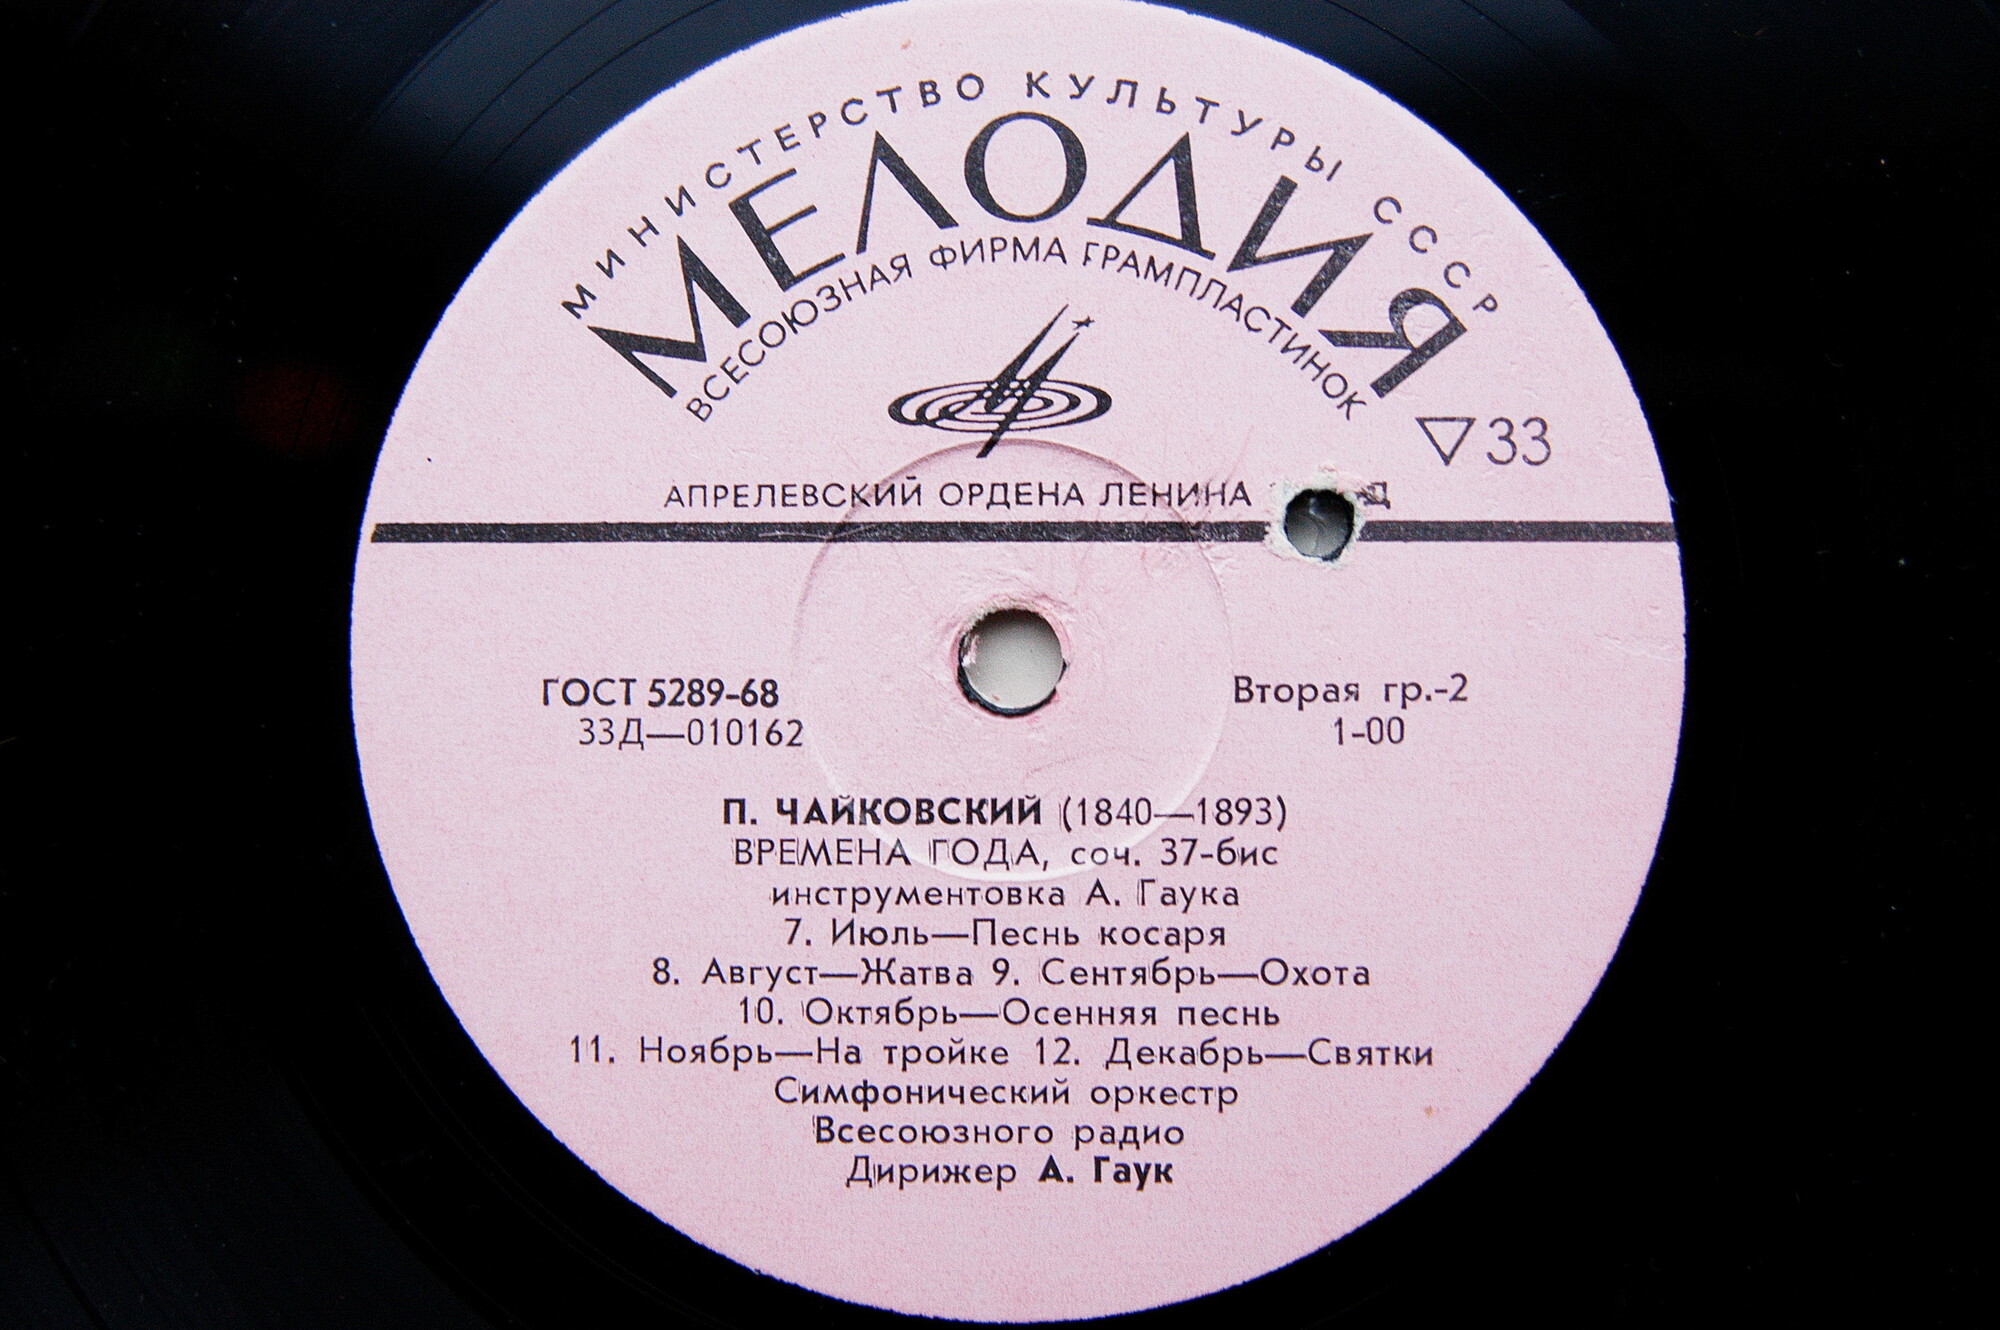 МИНИСТЕРСТВО КУЛЬТУРЫ СССР
МЕЛОДИЯ
ВСЕСОЮЗНАЯ ФИРМА ГРАМПЛАСТИНОК
▽33
АПРЕЛЕВСКИЙ ОРДЕНА ЛЕНИНА
ГОСТ 5289-68
33Д—010162
Вторая гр.-2
1-00
П. ЧАЙКОВСКИЙ (1840—1893)
ВРЕМЕНА ГОДА, соч. 37-бис
инструментовка А. Гаука
7. Июль—Песнь косаря
8. Август—Жатва 9. Сентябрь—Охота
10. Октябрь—Осенняя песнь
11. Ноябрь—На тройке 12. Декабрь—Святки
Симфонический оркестр
Всесоюзного радио
Дирижер А. Гаук